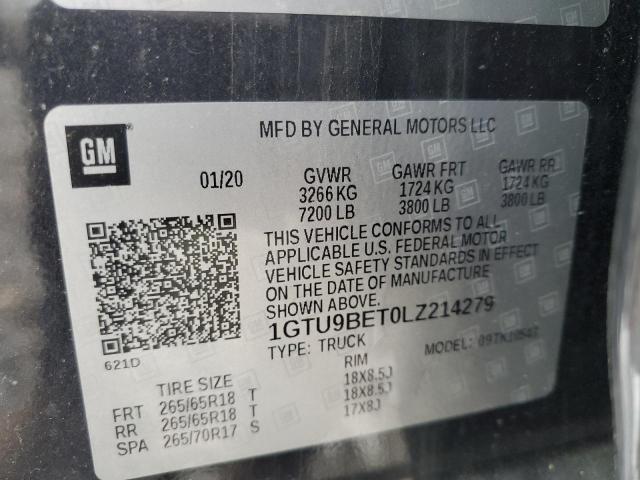 GM
MFD BY GENERAL MOTORS LLC
01/20 GVWR GAWR FRT GAWR RR
3266 KG 1724 KG 1724 KG
7200 LB 3800 LB 3800 LB
THIS VEHICLE CONFORMS TO ALL
APPLICABLE U.S. FEDERAL MOTOR
VEHICLE SAFETY STANDARDS IN EFFECT
ON THE DATE OF MANUFACTURE
SHOWN ABOVE.
1GTU9BET0LZ214279
621D TYPE: TRUCK MODEL:
TIRE SIZE RIM
FRT 265/65R18 T 18X8.5J
RR 265/65R18 T 18X8.5J
SPA 265/70R17 S 17X8J